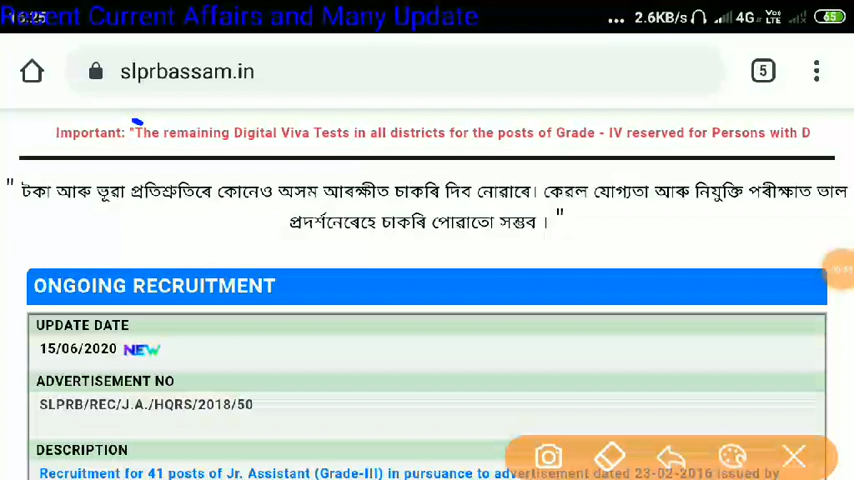 Recent Current Affairs and Many Update
2.6KB/s 4G Vo LTE 65
slprbassam.in 5
Important: "The remaining Digital Viva Tests in all districts for the posts of Grade - IV reserved for Persons with D
" টকা আৰু ভূৱা প্ৰতিশ্ৰুতিৰে কোনেও অসম আৰক্ষীত চাকৰি দিব নোৱাৰে। কেৱল যোগ্যতা আৰু নিযুক্তি পৰীক্ষাত ভাল
প্ৰদৰ্শনেৰেহে চাকৰি পোৱাতো সম্ভৱ । "
ONGOING RECRUITMENT
UPDATE DATE
15/06/2020 NEW
ADVERTISEMENT NO
SLPRB/REC/J.A./HQRS/2018/50
DESCRIPTION
Recruitment for 41 posts of Jr. Assistant (Grade-III) in pursuance to advertisement dated 23-02-2016 issued by